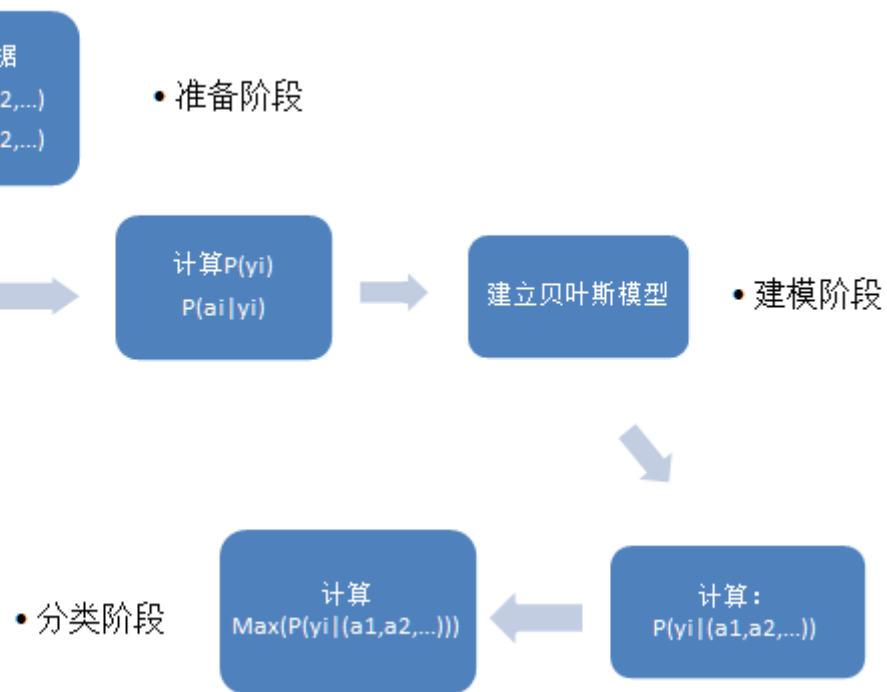 据
2,...)
2,...)
• 准备阶段
计算P(yi)
P(ai|yi)
建立贝叶斯模型
• 建模阶段
• 分类阶段
计算
Max(P(yi|(a1,a2,...)))
计算：
P(yi|(a1,a2,...))